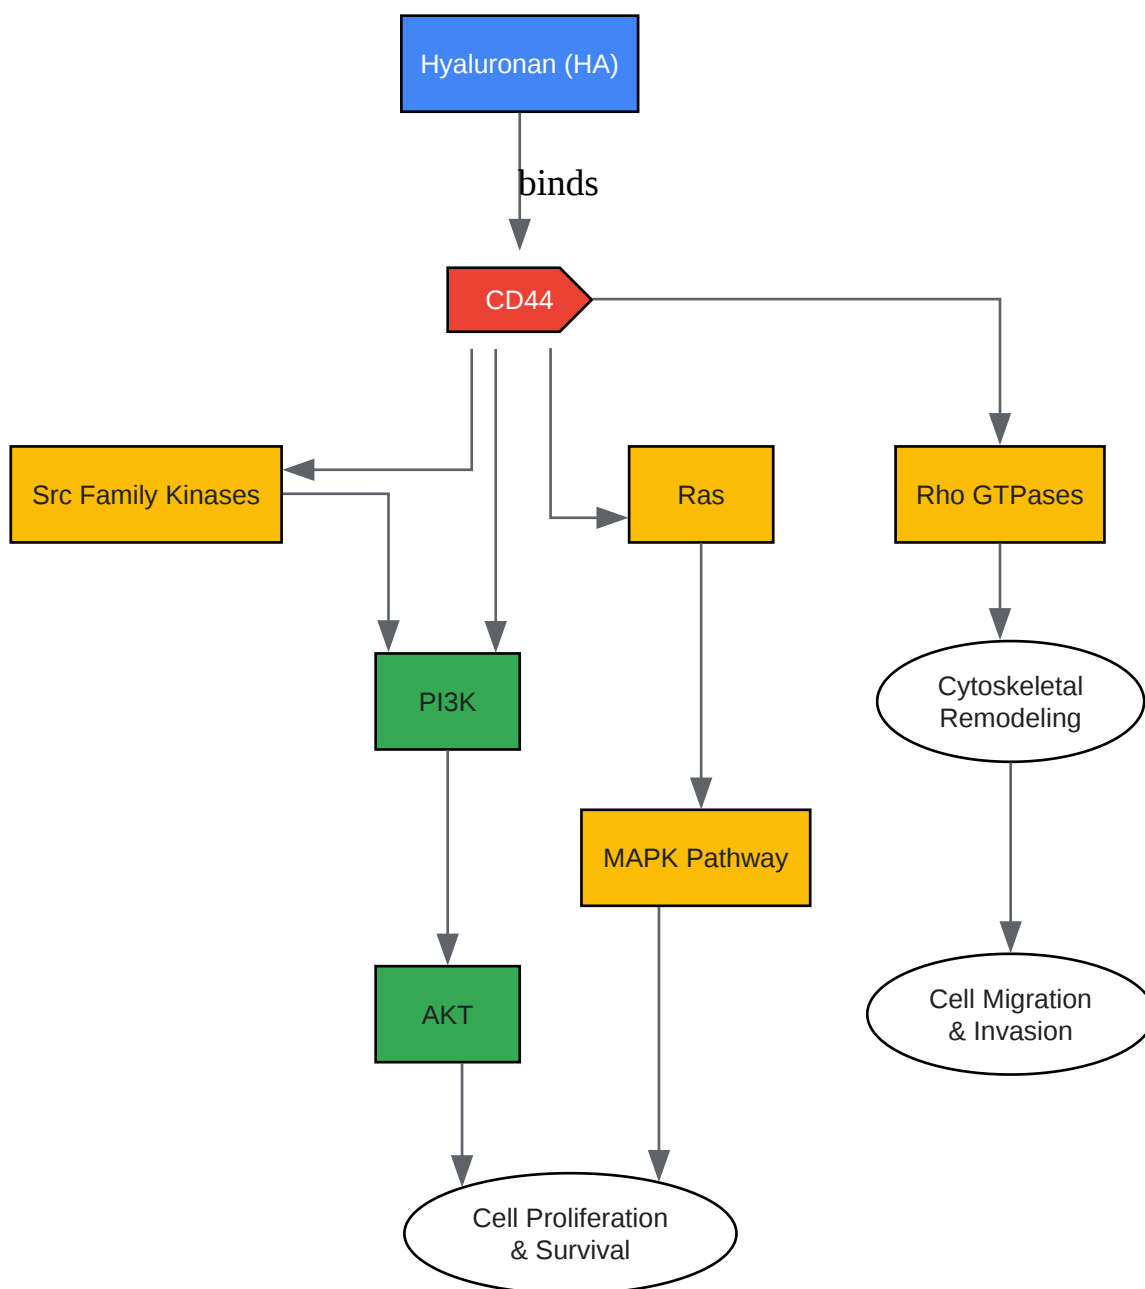 Hyaluronan (HA)
binds
CD44
Src Family Kinases
Ras
Rho GTPases
PI3K
Cytoskeletal
Remodeling
MAPK Pathway
AKT
Cell Migration
& Invasion
Cell Proliferation
& Survival